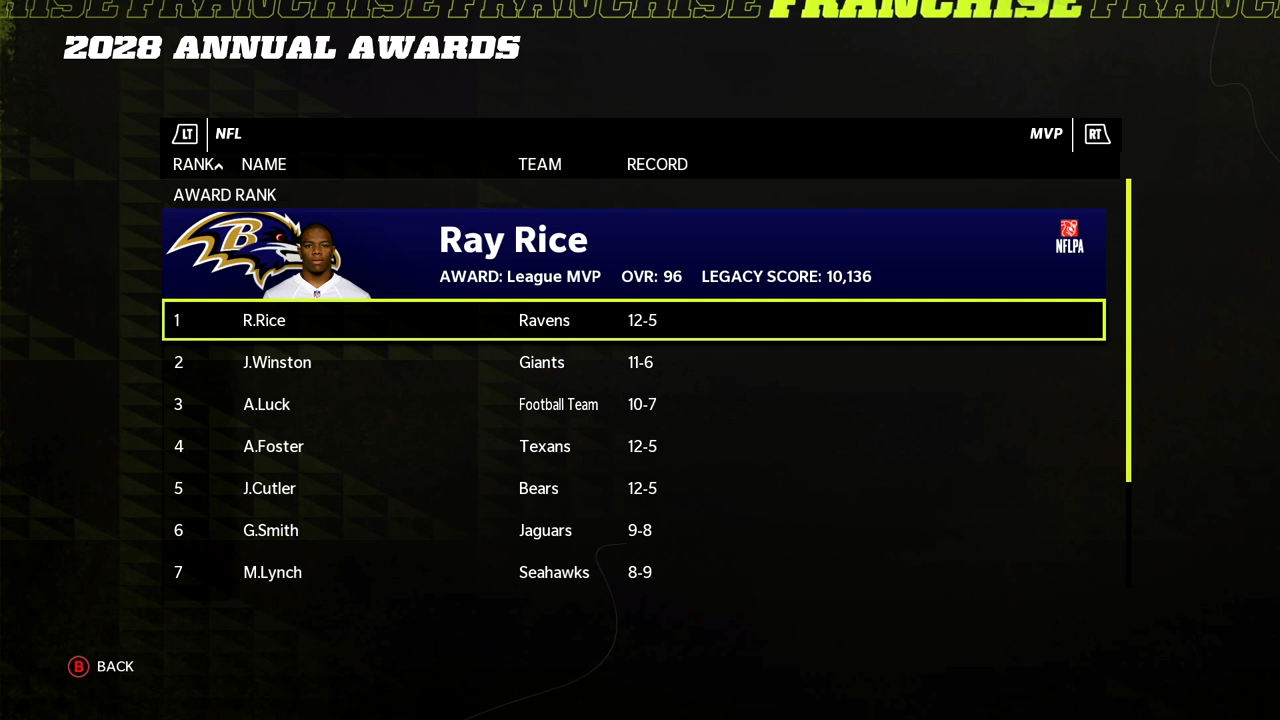 HISE FRANCHISE FRANCHISE FRANCHISE FRANCHISE FRANC
2028 ANNUAL AWARDS
LT NFL MVP RT
RANK NAME TEAM RECORD
AWARD RANK
B Ray Rice NFLPA
AWARD: League MVP OVR: 96 LEGACY SCORE: 10,136
1 R.Rice Ravens 12-5
2 J.Winston Giants 11-6
3 A.Luck Football Team 10-7
4 A.Foster Texans 12-5
5 J.Cutler Bears 12-5
6 G.Smith Jaguars 9-8
7 M.Lynch Seahawks 8-9
B BACK